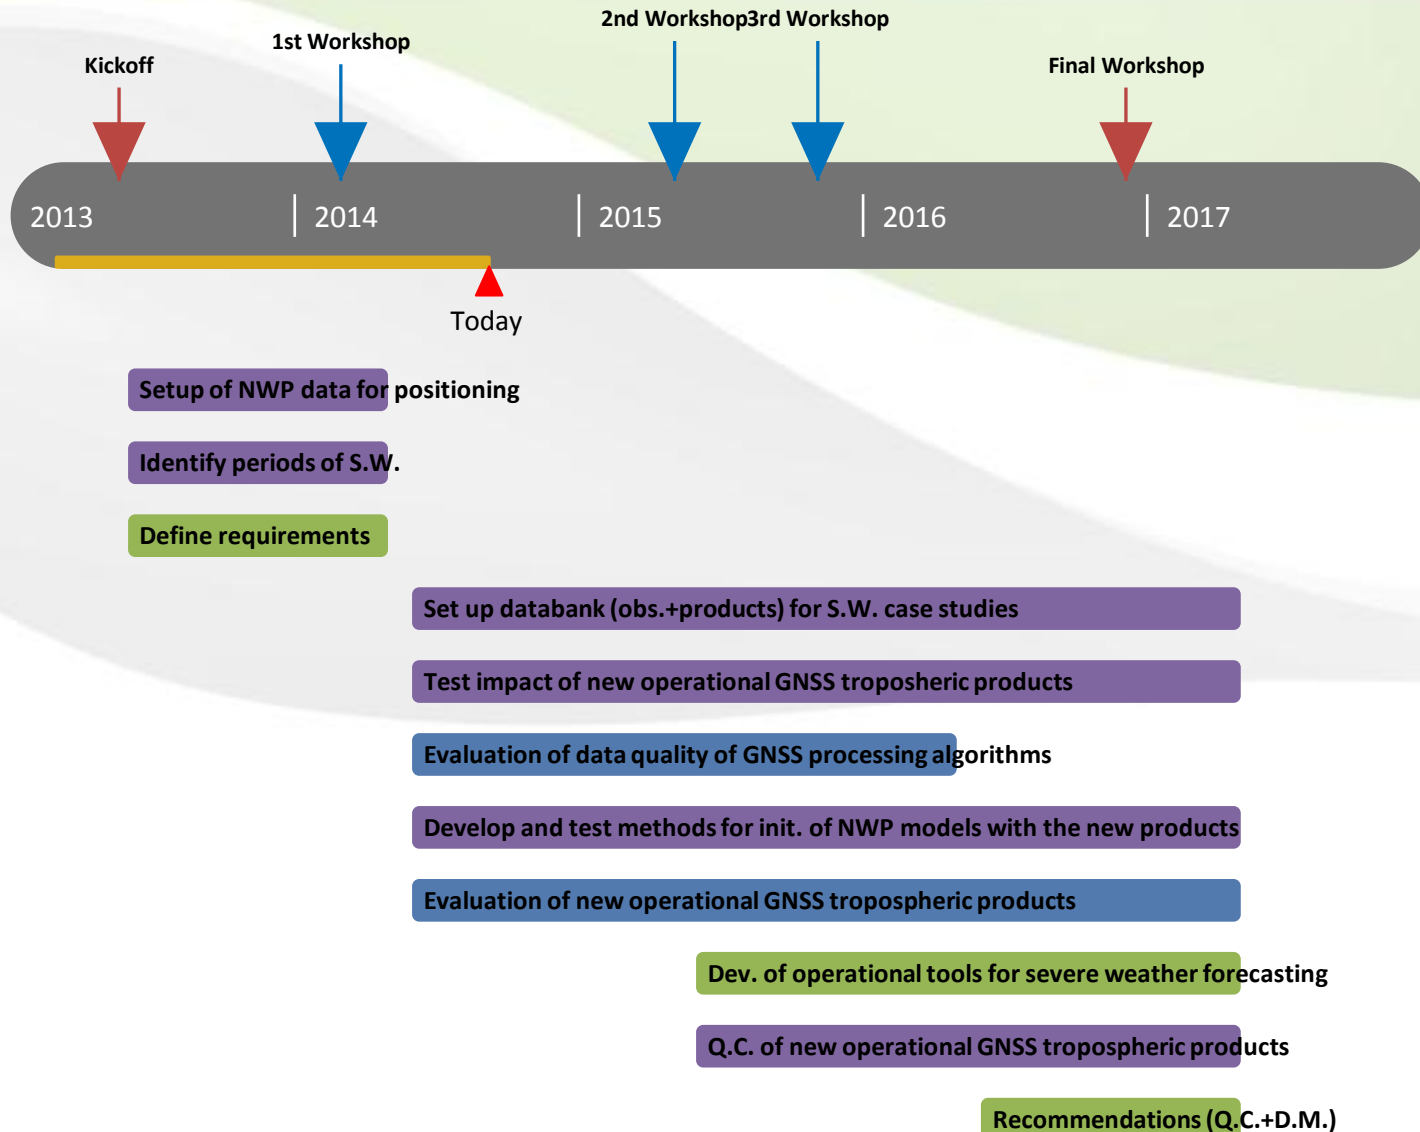 2nd Workshop3rd Workshop
1st Workshop
Kickoff
Final Workshop
2013
2014
2015
2016
2017
Today
Setup of NWP data for positioning
Identify periods of S.W.
Define requirements
Set up databank (obs.+products) for S.W. case studies
Test impact of new operational GNSS troposheric products
Evaluation of data quality of GNSS processing algorithms
Develop and test methods for init. of NWP models with the new products
Evaluation of new operational GNSS tropospheric products
Dev. of operational tools for severe weather forecasting
Q.C. of new operational GNSS tropospheric products
Recommendations (Q.C.+D.M.)